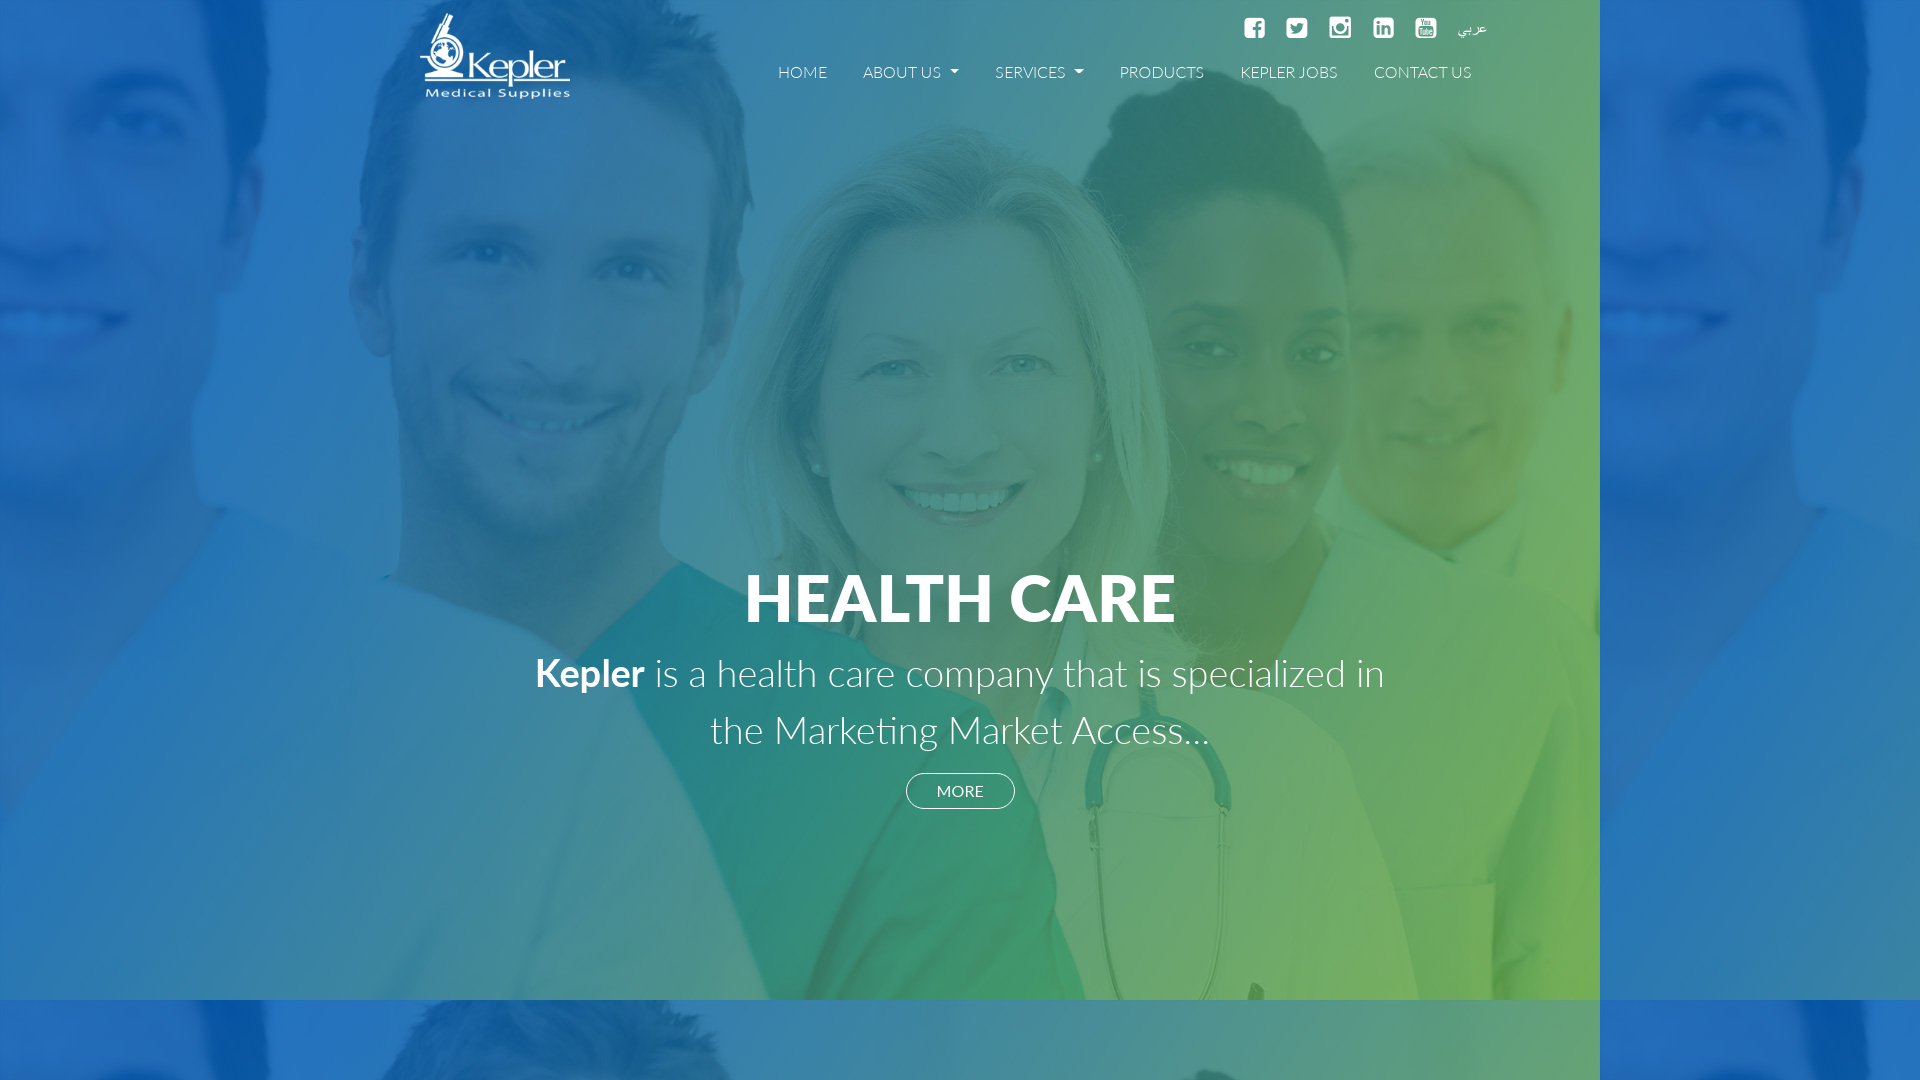 عربي
Kepler
Medical Supplies
HOME ABOUT US SERVICES PRODUCTS KEPLER JOBS CONTACT US
HEALTH CARE
Kepler is a health care company that is specialized in
the Marketing Market Access...
MORE